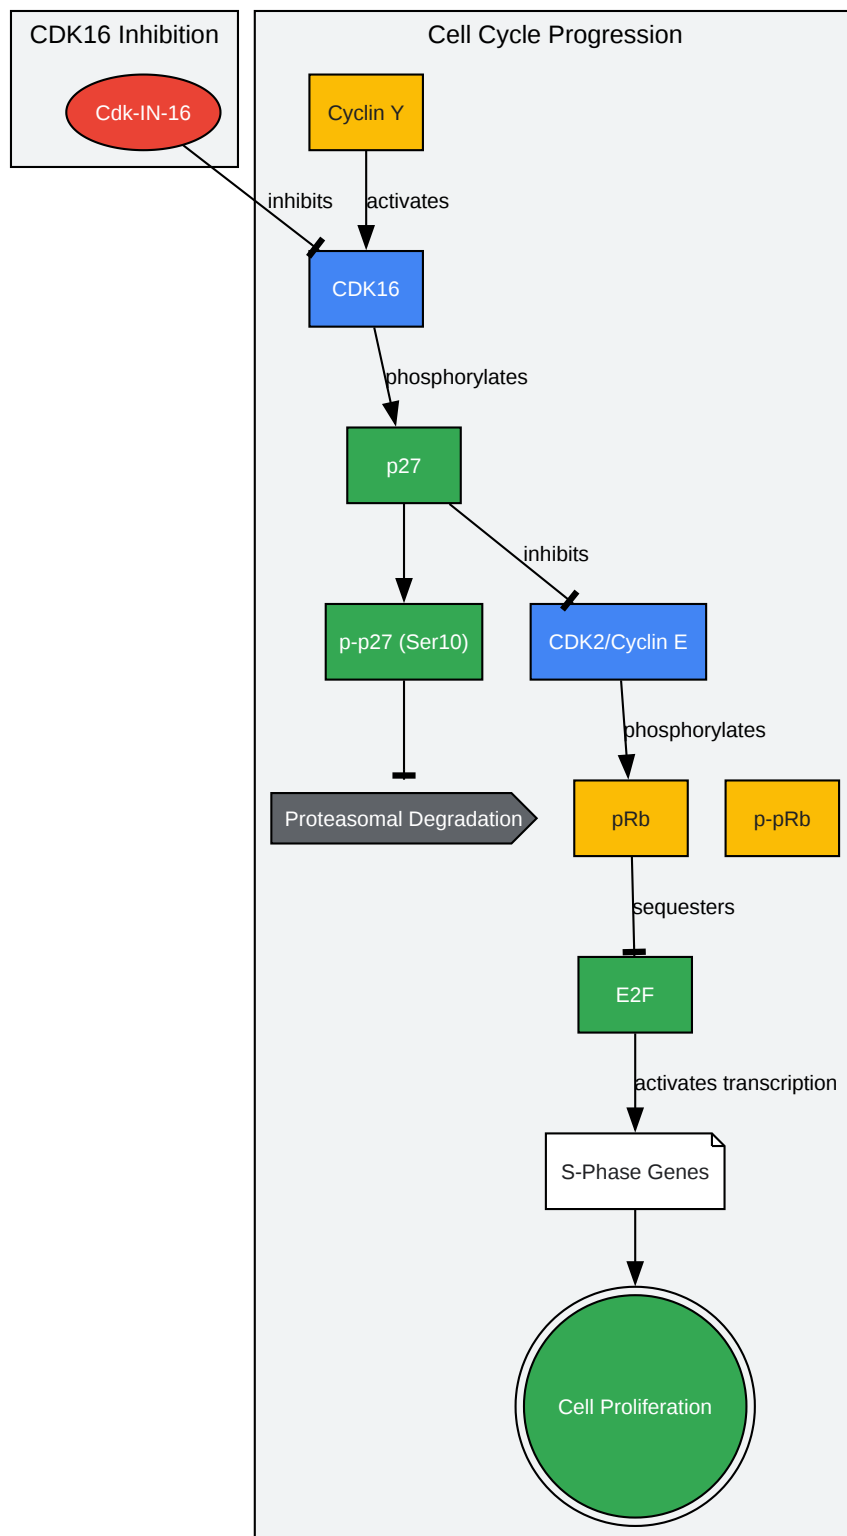 CDK16 Inhibition
Cell Cycle Progression
Cdk-IN-16
Cyclin Y
inhibits
activates
CDK16
phosphorylates
p27
inhibits
p-p27 (Ser10)
CDK2/Cyclin E
phosphorylates
Proteasomal Degradation
pRb
p-pRb
sequesters
E2F
activates transcription
S-Phase Genes
Cell Proliferation